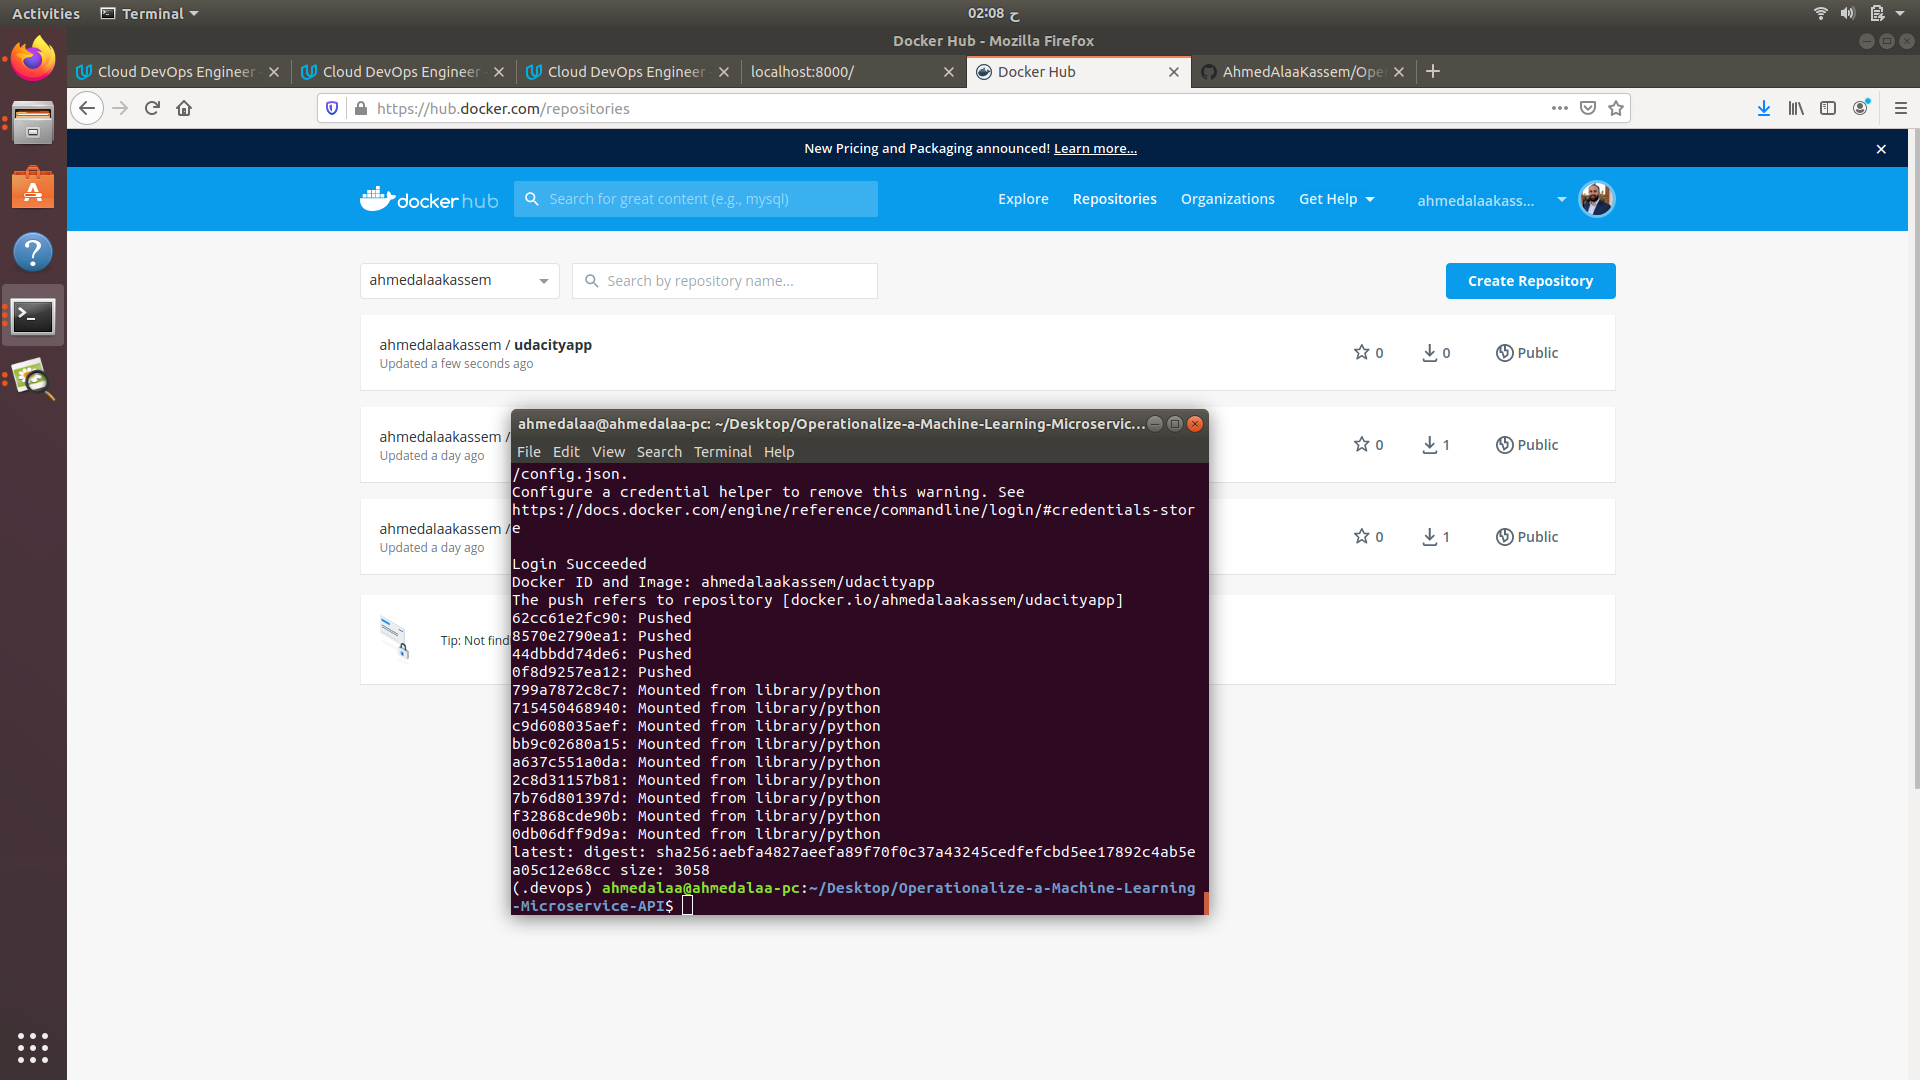 Activities
Terminal
02:08 ح
Docker Hub - Mozilla Firefox
Cloud DevOps Engineer
Cloud DevOps Engineer
Cloud DevOps Engineer
localhost:8000/
Docker Hub
AhmedAlaaKassem/Ope
https://hub.docker.com/repositories
New Pricing and Packaging announced! Learn more...
docker hub
Search for great content (e.g., mysql)
Explore
Repositories
Organizations
Get Help
ahmedalaakass...
ahmedalaakassem
Search by repository name...
Create Repository
ahmedalaakassem / udacityapp
Updated a few seconds ago
0
0
Public
ahmedalaakassem /
Updated a day ago
0
1
Public
ahmedalaakassem /
Updated a day ago
0
1
Public
Tip: Not find
ahmedalaa@ahmedalaa-pc: ~/Desktop/Operationalize-a-Machine-Learning-Microservic...
File Edit View Search Terminal Help
/config.json.
Configure a credential helper to remove this warning. See
https://docs.docker.com/engine/reference/commandline/login/#credentials-stor
e
Login Succeeded
Docker ID and Image: ahmedalaakassem/udacityapp
The push refers to repository [docker.io/ahmedalaakassem/udacityapp]
62cc61e2fc90: Pushed
8570e2790ea1: Pushed
44dbbdd74de6: Pushed
0f8d9257ea12: Pushed
799a7872c8c7: Mounted from library/python
715450468940: Mounted from library/python
c9d608035aef: Mounted from library/python
bb9c02680a15: Mounted from library/python
a637c551a0da: Mounted from library/python
2c8d31157b81: Mounted from library/python
7b76d801397d: Mounted from library/python
f32868cde90b: Mounted from library/python
0db06dff9d9a: Mounted from library/python
latest: digest: sha256:aebfa4827aeefa89f70f0c37a43245cedfefcbd5ee17892c4ab5e
a05c12e68cc size: 3058
(.devops) ahmedalaa@ahmedalaa-pc:~/Desktop/Operationalize-a-Machine-Learning
-Microservice-API$